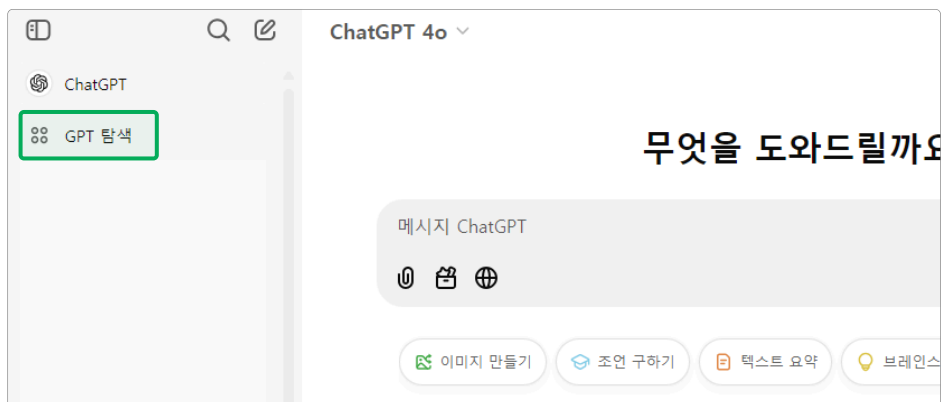 ChatGPT 4o
ChatGPT
GPT 탐색
무엇을 도와드릴까요
메시지 ChatGPT
이미지 만들기
조언 구하기
텍스트 요약
브레인스